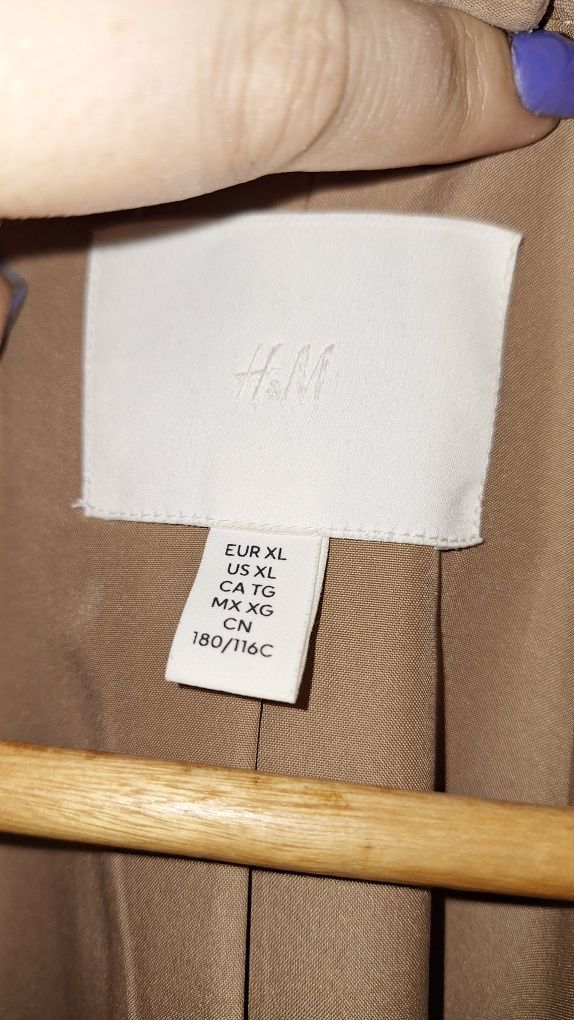 H&M
EUR XL
US XL
CA TG
MX XG
CN
180/116C